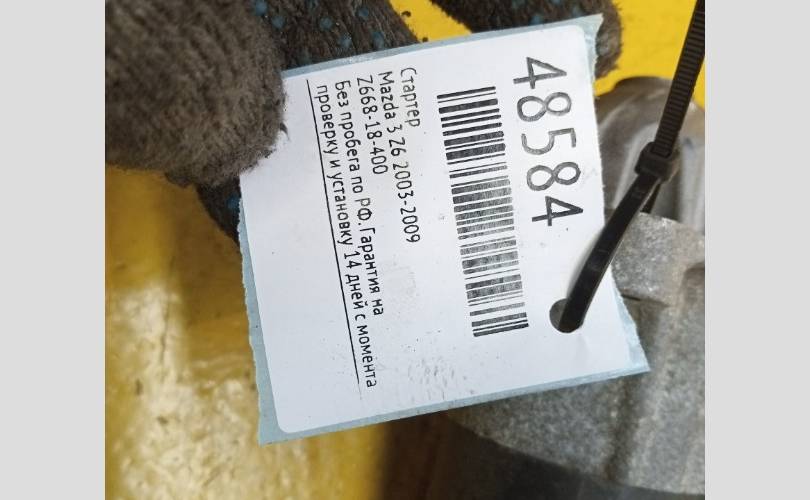 48584
Стартер
Mazda 3 Z6 2003-2009
Z668-18-400
Без пробега по РФ.Гарантия на
проверку и установку 14 дней с момента